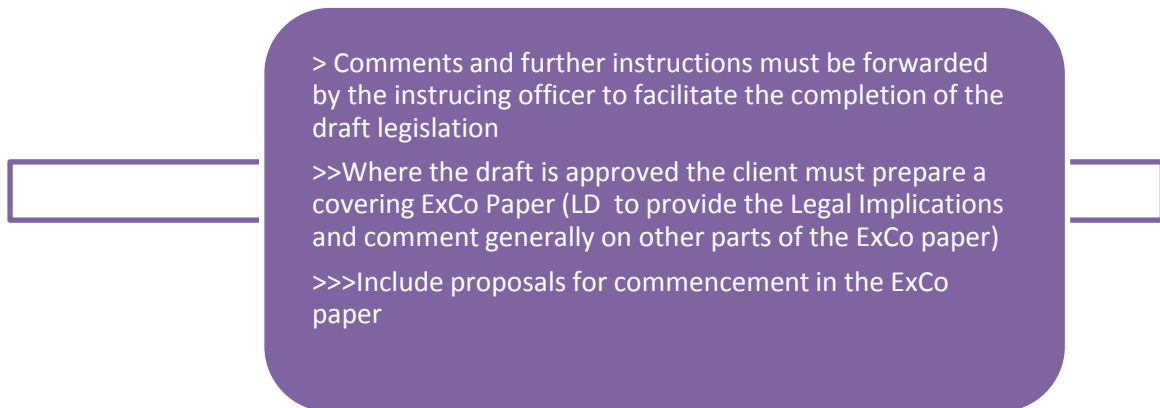 > Comments and further instructions must be forwarded
by the instrucing officer to facilitate the completion of the
draft legislation
>>Where the draft is approved the client must prepare a
covering ExCo Paper (LD  to provide the Legal Implications
and comment generally on other parts of the ExCo paper)
>>>Include proposals for commencement in the ExCo
paper